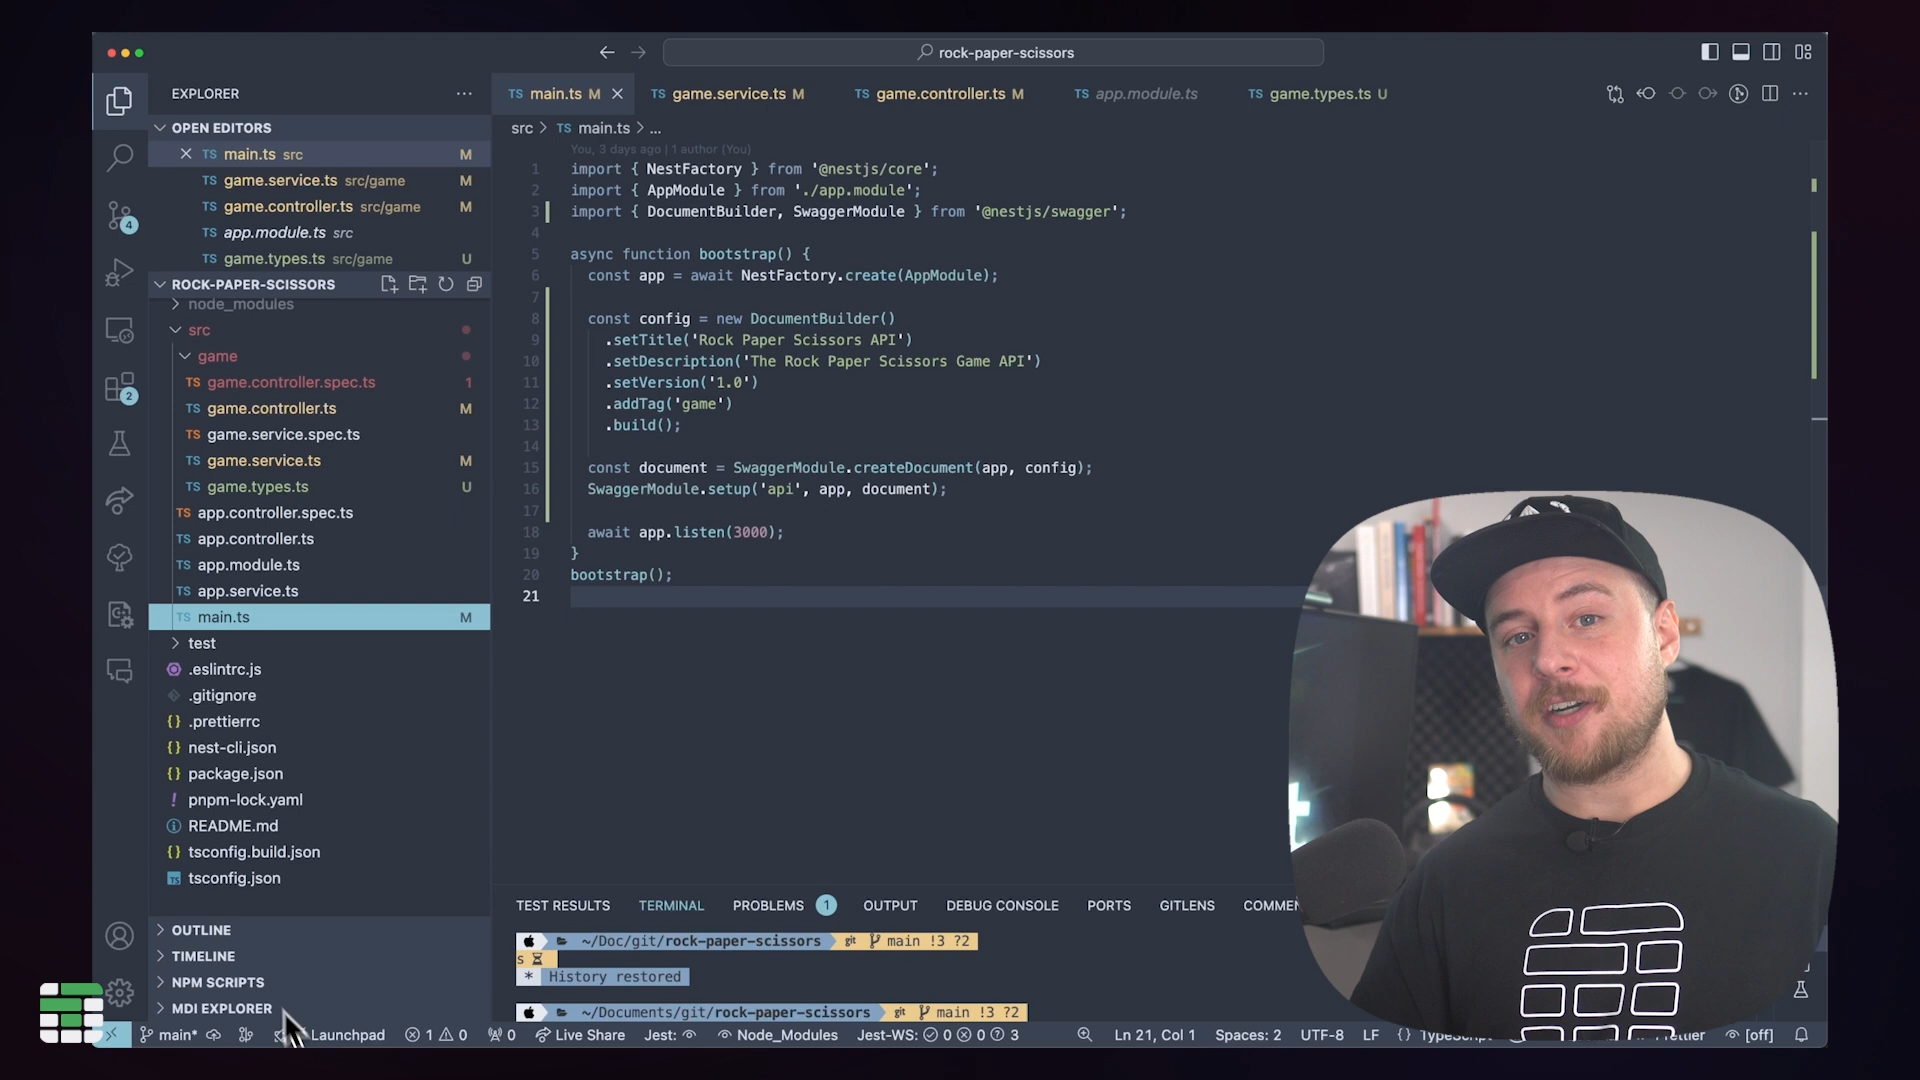 rock-paper-scissors
EXPLORER
OPEN EDITORS
TS main.ts src M
TS game.service.ts src/game M
TS game.controller.ts src/game M
TS app.module.ts src
TS game.types.ts src/game U
ROCK-PAPER-SCISSORS
node_modules
src
game
TS game.controller.spec.ts 1
TS game.controller.ts M
TS game.service.spec.ts
TS game.service.ts M
TS game.types.ts U
TS app.controller.spec.ts
TS app.controller.ts
TS app.module.ts
TS app.service.ts
TS main.ts M
test
.eslintrc.js
.gitignore
{} .prettierrc
{} nest-cli.json
{} package.json
! pnpm-lock.yaml
README.md
{} tsconfig.build.json
TS tsconfig.json
OUTLINE
TIMELINE
NPM SCRIPTS
MDI EXPLORER
4
2
TS main.ts M
TS game.service.ts M
TS game.controller.ts M
TS app.module.ts
TS game.types.ts U
src > TS main.ts > ...
You, 3 days ago | 1 author (You)
1 import { NestFactory } from '@nestjs/core';
2 import { AppModule } from './app.module';
3 import { DocumentBuilder, SwaggerModule } from '@nestjs/swagger';
4
5 async function bootstrap() {
6 const app = await NestFactory.create(AppModule);
7
8 const config = new DocumentBuilder()
9 .setTitle('Rock Paper Scissors API')
10 .setDescription('The Rock Paper Scissors Game API')
11 .setVersion('1.0')
12 .addTag('game')
13 .build();
14
15 const document = SwaggerModule.createDocument(app, config);
16 SwaggerModule.setup('api', app, document);
17
18 await app.listen(3000);
19 }
20 bootstrap();
21
TEST RESULTS TERMINAL PROBLEMS 1 OUTPUT DEBUG CONSOLE PORTS GITLENS COMMEN
~/Doc/git/rock-paper-scissors git main !3 ?2
s
* History restored
~/Documents/git/rock-paper-scissors git main !3 ?2
main* Launchpad 1 0 0 Live Share Jest: Node_Modules Jest-WS: 0 0 3 Ln 21, Col 1 Spaces: 2 UTF-8 LF {} TypeScript Prettier [off]